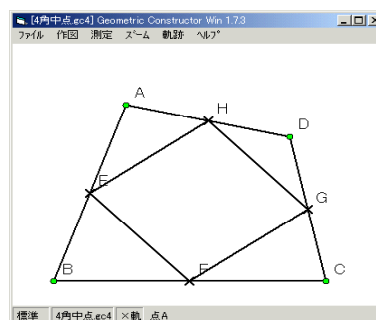 [4角中点.gc4] Geometric Constructor Win 1.7.3
ファイル 作図 測定 ズーム 軌跡 ヘルプ
A
H
D
E
G
B
F
C
標準 4角中点.gc4 ×軌 点A